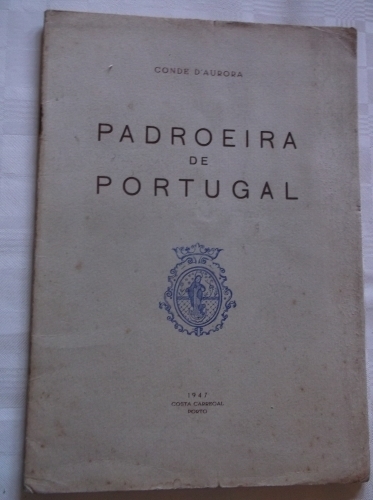 CONDE D'AURORA
PADROEIRA
DE
PORTUGAL
1947
COSTA CARREGAL
PORTO